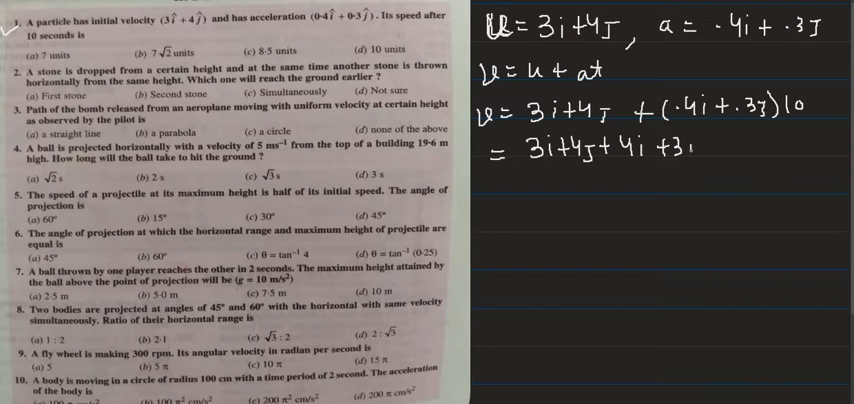 1. A particle has initial velocity (3î + 4ĵ) and has acceleration (0·4î + 0·3ĵ). Its speed after
10 seconds is
(a) 7 units (b) 7√2 units (c) 8·5 units (d) 10 units
2. A stone is dropped from a certain height and at the same time another stone is thrown
horizontally from the same height. Which one will reach the ground earlier ?
(a) First stone (b) Second stone (c) Simultaneously (d) Not sure
3. Path of the bomb released from an aeroplane moving with uniform velocity at certain height
as observed by the pilot is
(a) a straight line (b) a parabola (c) a circle (d) none of the above
4. A ball is projected horizontally with a velocity of 5 ms⁻¹ from the top of a building 19·6 m
high. How long will the ball take to hit the ground ?
(a) √2 s (b) 2 s (c) √3 s (d) 3 s
5. The speed of a projectile at its maximum height is half of its initial speed. The angle of
projection is
(a) 60° (b) 15° (c) 30° (d) 45°
6. The angle of projection at which the horizontal range and maximum height of projectile are
equal is
(a) 45° (b) 60° (c) θ = tan⁻¹ 4 (d) θ = tan⁻¹ (0·25)
7. A ball thrown by one player reaches the other in 2 seconds. The maximum height attained by
the ball above the point of projection will be (g = 10 m/s²)
(a) 2·5 m (b) 5·0 m (c) 7·5 m (d) 10 m
8. Two bodies are projected at angles of 45° and 60° with the horizontal with same velocity
simultaneously. Ratio of their horizontal range is
(a) 1 : 2 (b) 2·1 (c) √3 : 2 (d) 2 : √3
9. A fly wheel is making 300 rpm. Its angular velocity in radian per second is
(a) 5 (b) 5 π (c) 10 π (d) 15 π
10. A body is moving in a circle of radius 100 cm with a time period of 2 second. The acceleration
of the body is
(b) 100 π² cm/s² (c) 200 π² cm/s² (d) 200 π cm/s²
u = 3i + 4J, a = .4i + .3J
v = u + at
v = 3i + 4J + (.4i + .3J)10
= 3i + 4J + 4i + 3